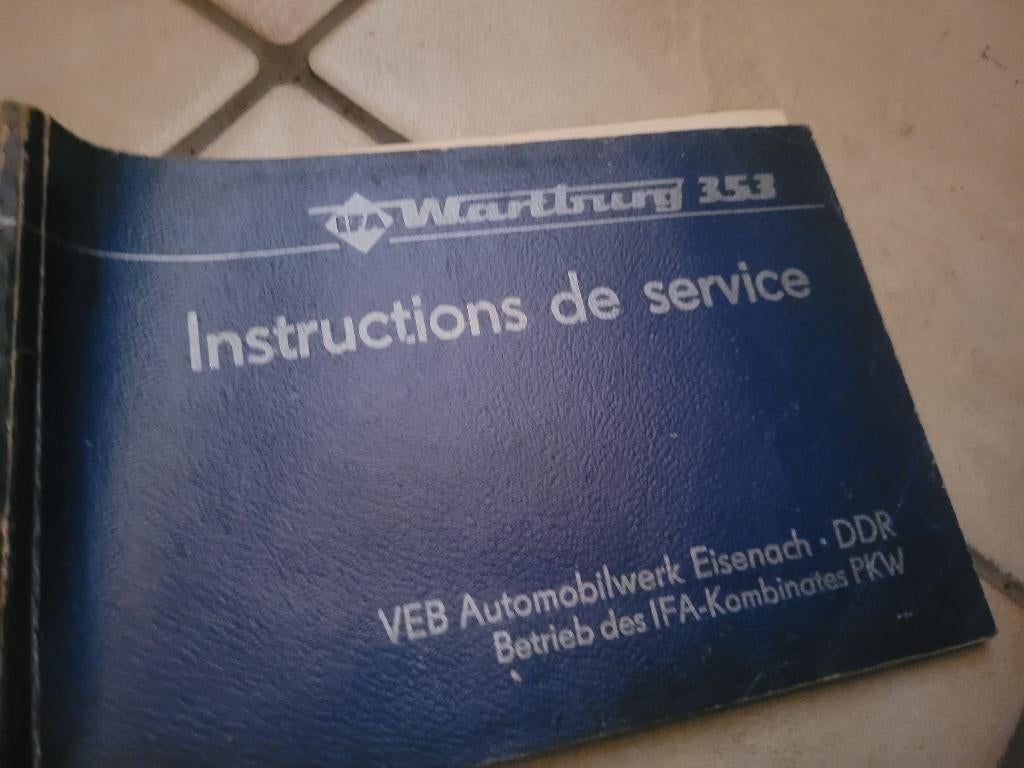 IFA Wartburg 353
Instructions de service
VEB Automobilwerk Eisenach · DDR
Betrieb des IFA-Kombinates PKW